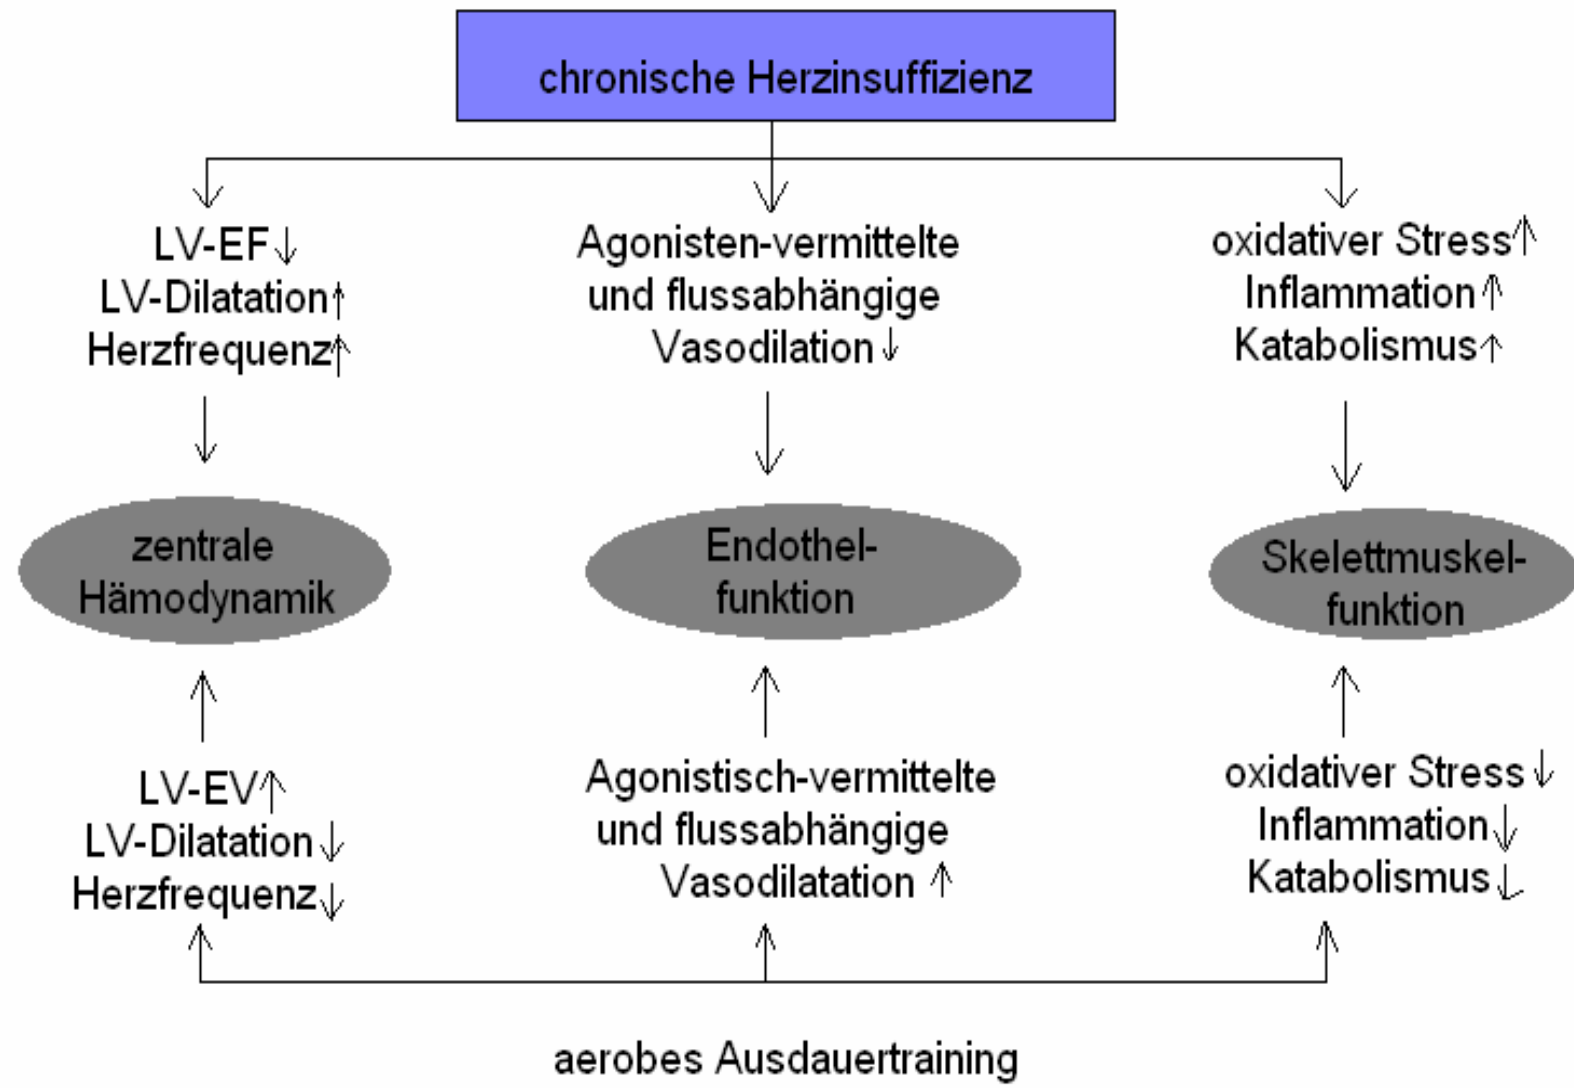 chronische Herzinsuffizienz
LV-EF↓
LV-Dilatation↑
Herzfrequenz↑
Agonisten-vermittelte
und flussabhängige
Vasodilation↓
oxidativer Stress↑
Inflammation↑
Katabolismus↑
zentrale
Hämodynamik
Endothel-
funktion
Skelettmuskel-
funktion
LV-EV↑
LV-Dilatation↓
Herzfrequenz↓
Agonistisch-vermittelte
und flussabhängige
Vasodilatation ↑
oxidativer Stress↓
Inflammation↓
Katabolismus↓
aerobes Ausdauertraining